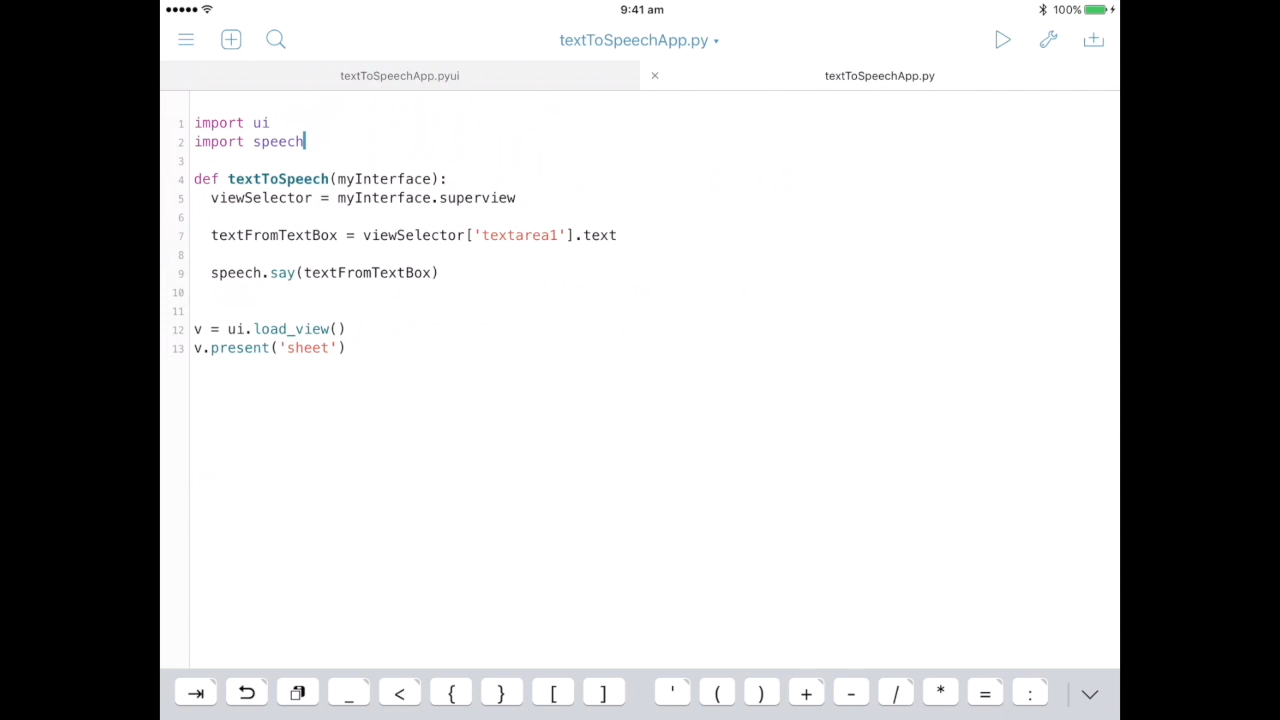 9:41 am
100%
textToSpeechApp.py
textToSpeechApp.pyui
textToSpeechApp.py
1 import ui
2 import speech
3
4 def textToSpeech(myInterface):
5 viewSelector = myInterface.superview
6
7 textFromTextBox = viewSelector['textarea1'].text
8
9 speech.say(textFromTextBox)
10
11
12 v = ui.load_view()
13 v.present('sheet')
_ < { } [ ] ' ( ) + - / * = :